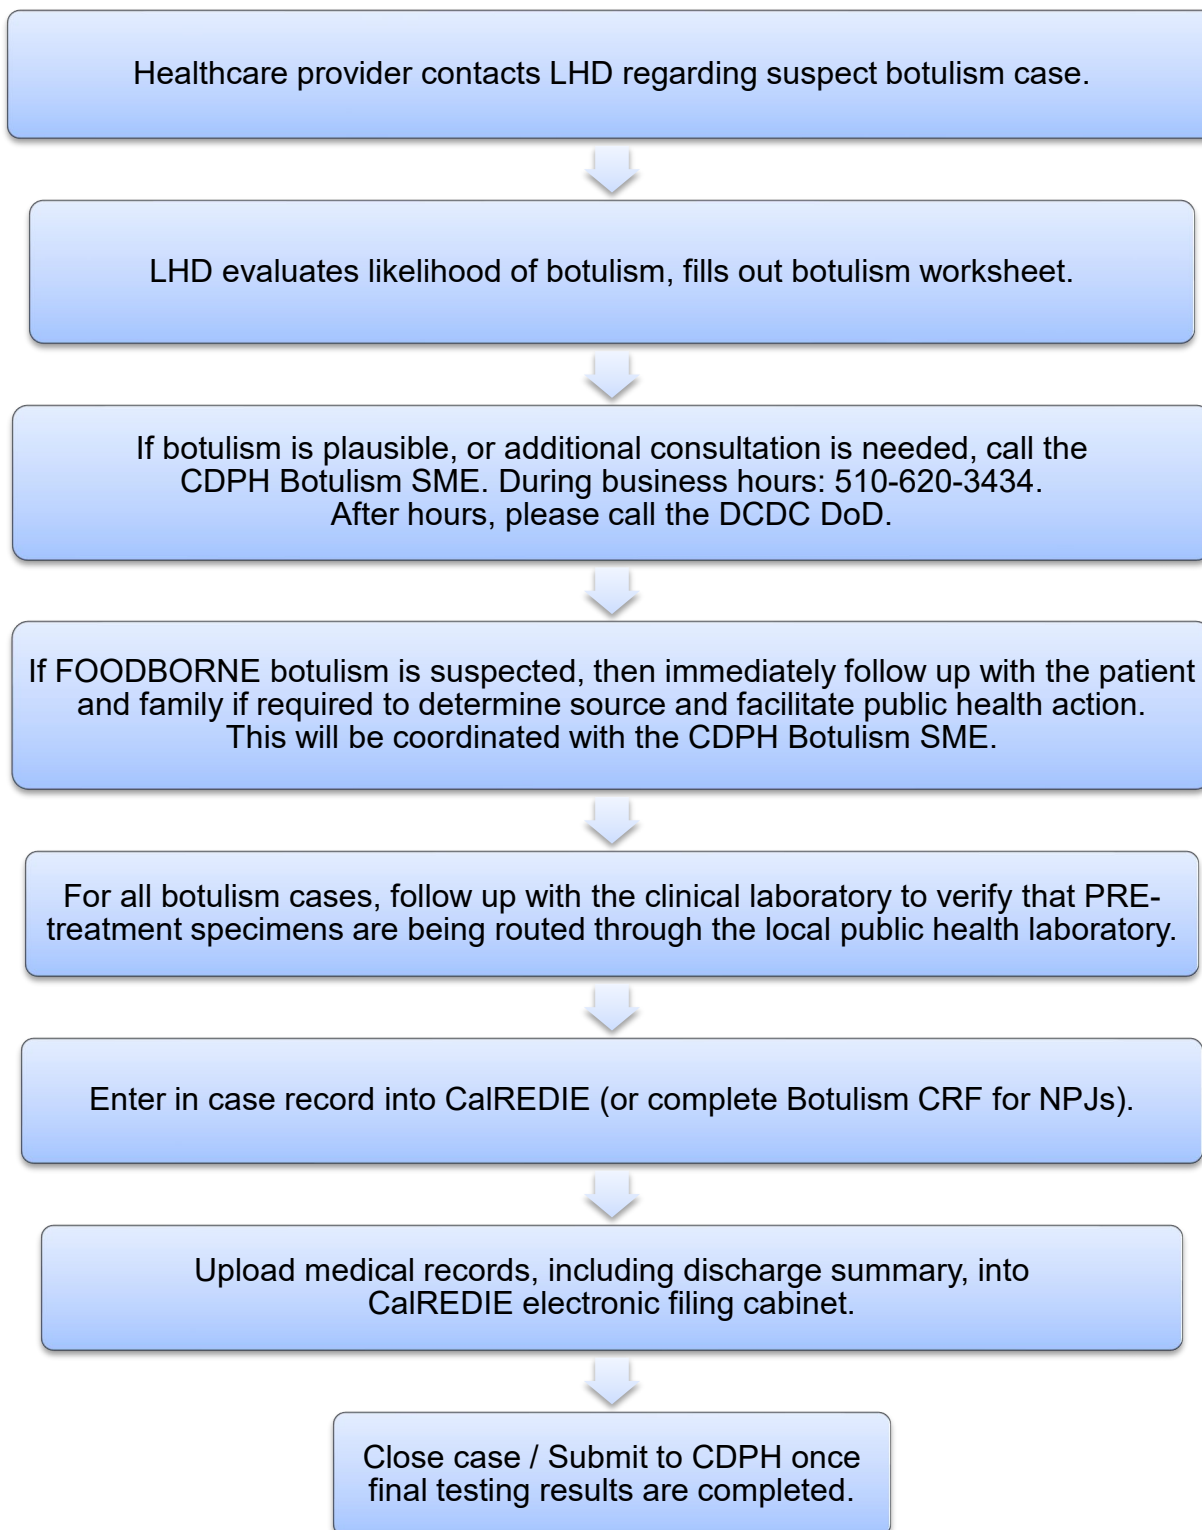 Healthcare provider contacts LHD regarding suspect botulism case.
LHD evaluates likelihood of botulism, fills out botulism worksheet.
If botulism is plausible, or additional consultation is needed, call the
CDPH Botulism SME. During business hours: 510-620-3434.
After hours, please call the DCDC DoD.
If FOODBORNE botulism is suspected, then immediately follow up with the patient
and family if required to determine source and facilitate public health action.
This will be coordinated with the CDPH Botulism SME.
For all botulism cases, follow up with the clinical laboratory to verify that PRE-
treatment specimens are being routed through the local public health laboratory.
Enter in case record into CalREDIE (or complete Botulism CRF for NPJs).
Upload medical records, including discharge summary, into
CalREDIE electronic filing cabinet.
Close case / Submit to CDPH once
final testing results are completed.